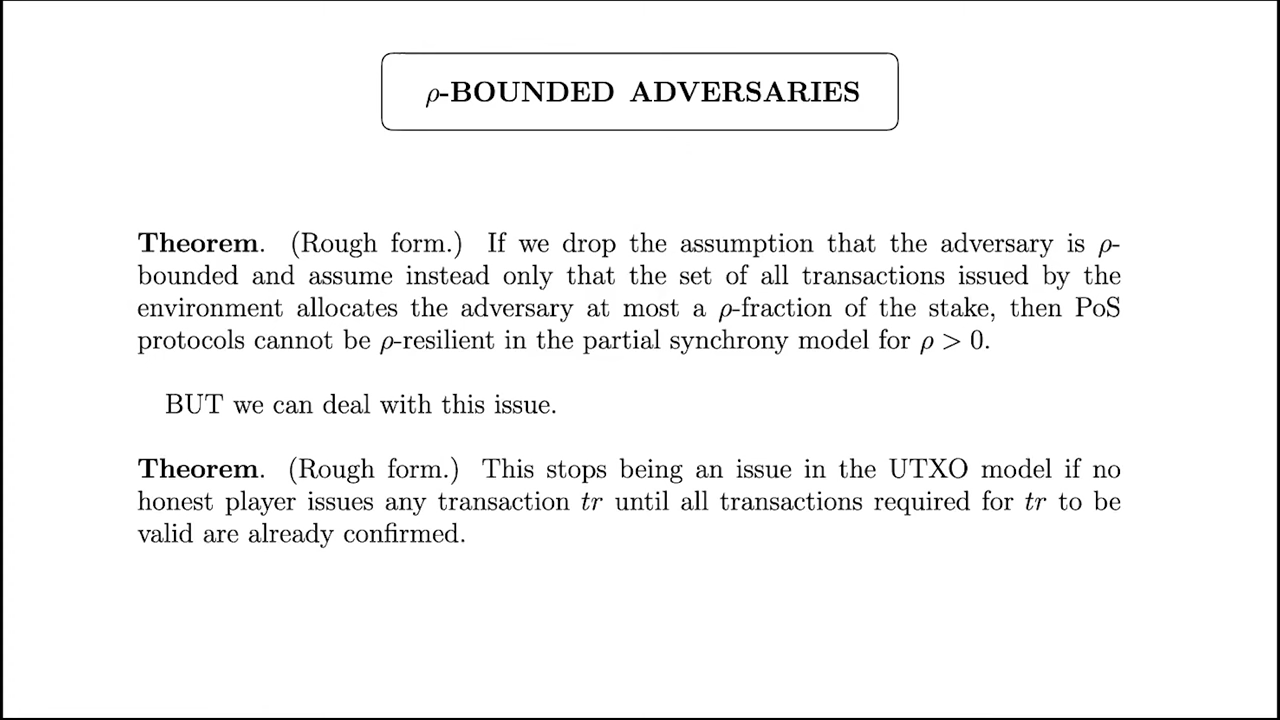 ρ-BOUNDED ADVERSARIES
Theorem. (Rough form.) If we drop the assumption that the adversary is ρ-
bounded and assume instead only that the set of all transactions issued by the
environment allocates the adversary at most a ρ-fraction of the stake, then PoS
protocols cannot be ρ-resilient in the partial synchrony model for ρ > 0.
BUT we can deal with this issue.
Theorem. (Rough form.) This stops being an issue in the UTXO model if no
honest player issues any transaction tr until all transactions required for tr to be
valid are already confirmed.